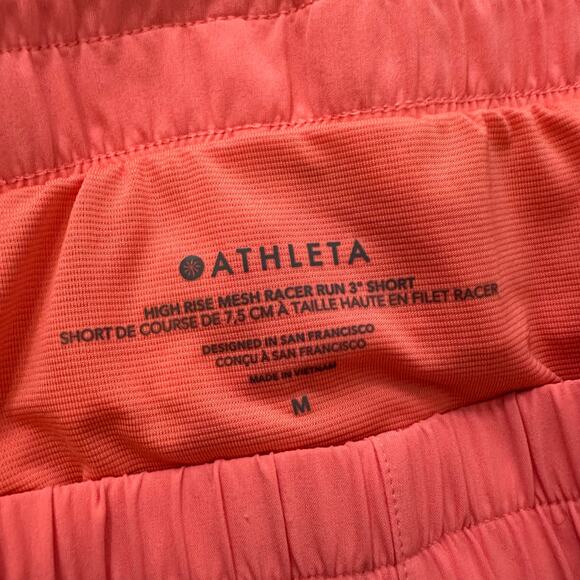 ATHLETA
HIGH RISE MESH RACER RUN 3" SHORT
SHORT DE COURSE DE 7,5 CM À TAILLE HAUTE EN FILET RACER
DESIGNED IN SAN FRANCISCO
CONÇU À SAN FRANCISCO
MADE IN VIETNAM
M